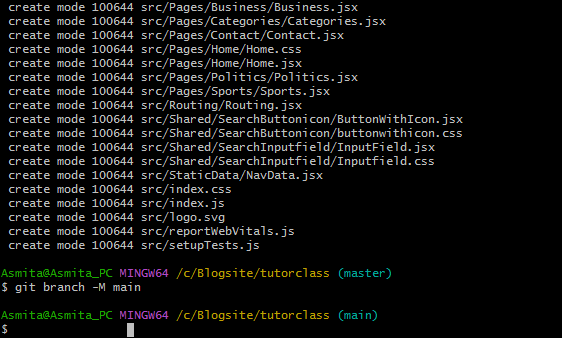 create mode 100644 src/Pages/Business/Business.jsx
create mode 100644 src/Pages/Categories/Categories.jsx
create mode 100644 src/Pages/Contact/Contact.jsx
create mode 100644 src/Pages/Home/Home.css
create mode 100644 src/Pages/Home/Home.jsx
create mode 100644 src/Pages/Politics/Politics.jsx
create mode 100644 src/Pages/Sports/Sports.jsx
create mode 100644 src/Routing/Routing.jsx
create mode 100644 src/Shared/SearchButtonicon/ButtonWithIcon.jsx
create mode 100644 src/Shared/SearchButtonicon/buttonwithicon.css
create mode 100644 src/Shared/SearchInputfield/InputField.jsx
create mode 100644 src/Shared/SearchInputfield/Inputfield.css
create mode 100644 src/StaticData/NavData.jsx
create mode 100644 src/index.css
create mode 100644 src/index.js
create mode 100644 src/logo.svg
create mode 100644 src/reportWebVitals.js
create mode 100644 src/setupTests.js
Asmita@Asmita_PC MINGW64 /c/Blogsite/tutorclass (master)
$ git branch -M main
Asmita@Asmita_PC MINGW64 /c/Blogsite/tutorclass (main)
$